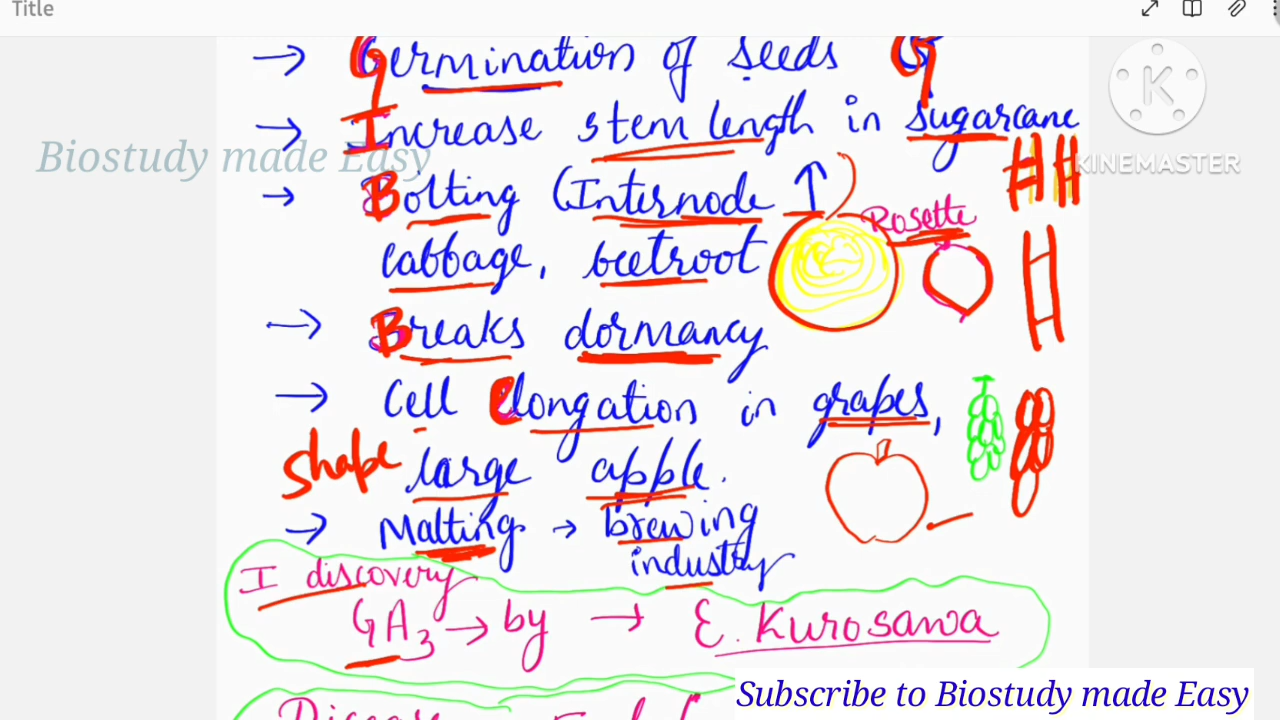 Title
→ Germination of seeds G
→ Increase stem length in sugarcane
Biostudy made Easy
K
KINEMASTER
→ Bolting (Internode ↑)
Rosette
cabbage, beetroot
→ Breaks dormancy
→ Cell elongation in grapes,
shape large apple.
→ Malting → brewing
industry
I discovery
GA3 → by → E. Kurosawa
Subscribe to Biostudy made Easy